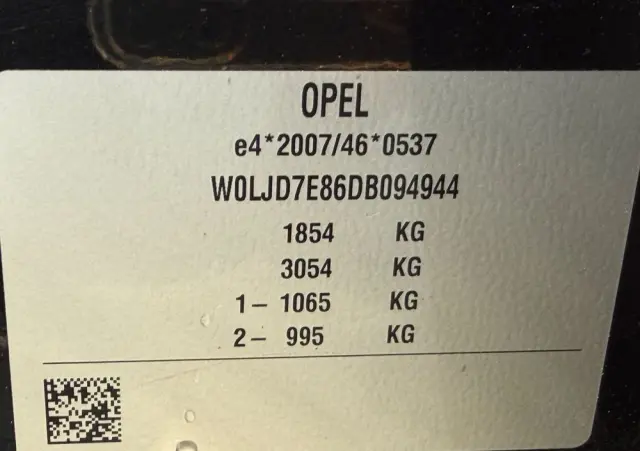 OPEL
e4*2007/46*0537
W0LJD7E86DB094944
1854 KG
3054 KG
1- 1065 KG
2- 995 KG